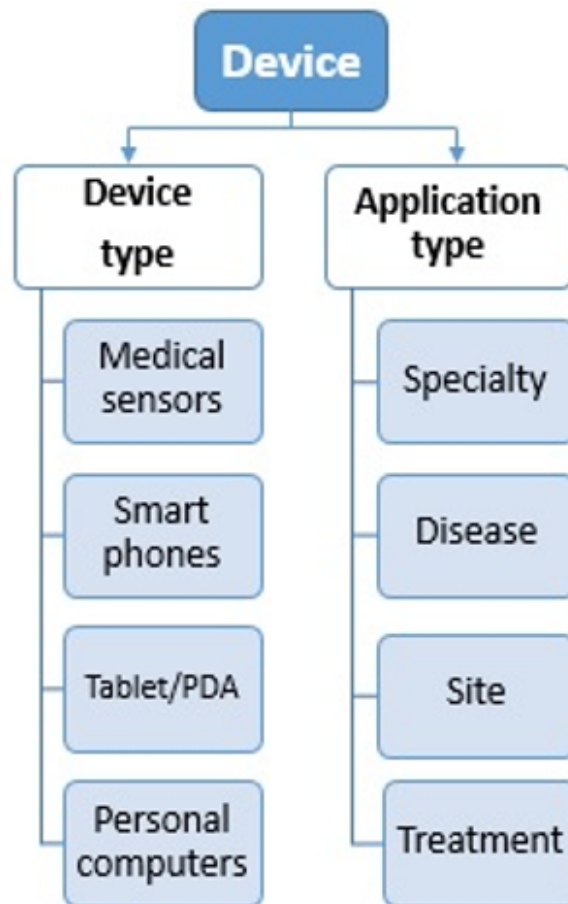 Device
Device
type
Medical
sensors
Smart
phones
Tablet/PDA
Personal
computers
Application
type
Specialty
Disease
Site
Treatment